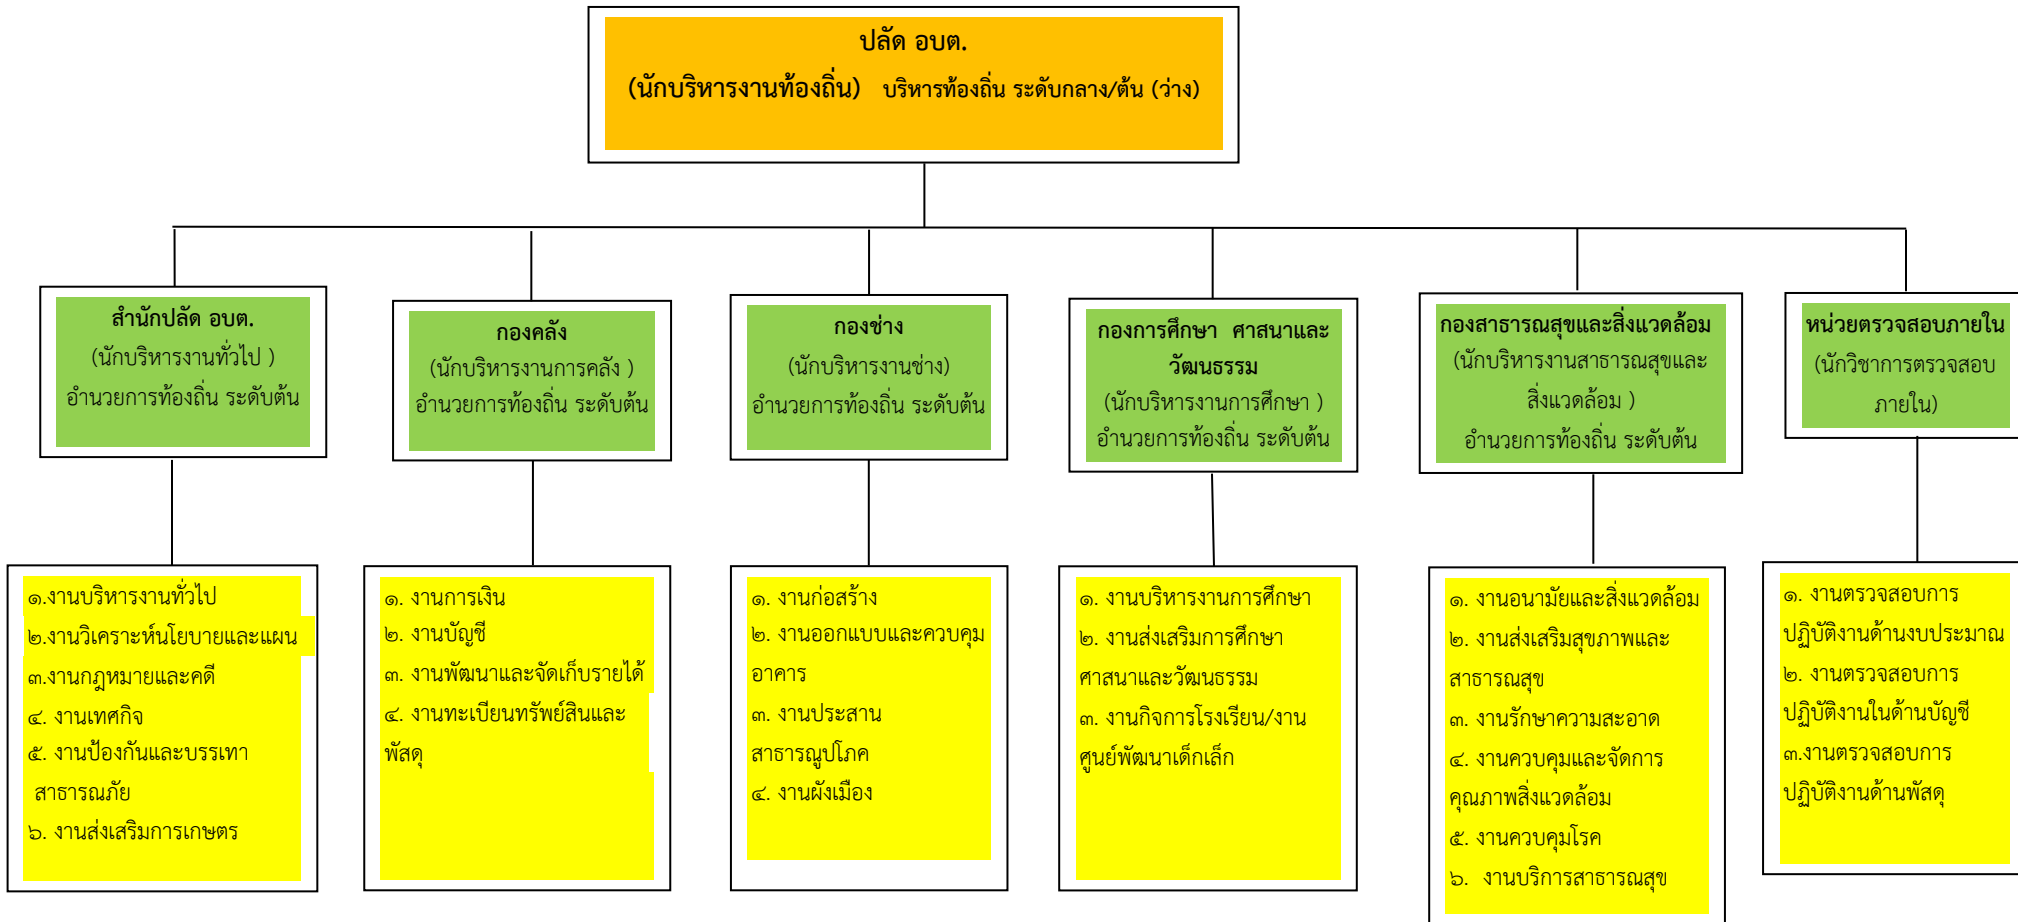 ปลัด อบต.
(นักบริหารงานท้องถิ่น) บริหารท้องถิ่น ระดับกลาง/ต้น (ว่าง)
สำนักปลัด อบต.
(นักบริหารงานทั่วไป )
อำนวยการท้องถิ่น ระดับต้น
กองคลัง
(นักบริหารงานการคลัง )
อำนวยการท้องถิ่น ระดับต้น
กองช่าง
(นักบริหารงานช่าง)
อำนวยการท้องถิ่น ระดับต้น
กองการศึกษา ศาสนาและ
วัฒนธรรม
(นักบริหารงานการศึกษา )
อำนวยการท้องถิ่น ระดับต้น
กองสาธารณสุขและสิ่งแวดล้อม
(นักบริหารงานสาธารณสุขและ
สิ่งแวดล้อม )
อำนวยการท้องถิ่น ระดับต้น
หน่วยตรวจสอบภายใน
(นักวิชาการตรวจสอบ
ภายใน)
๑.งานบริหารงานทั่วไป
๒.งานวิเคราะห์นโยบายและแผน
๓.งานกฎหมายและคดี
๔. งานเทศกิจ
๕. งานป้องกันและบรรเทา
สาธารณภัย
๖. งานส่งเสริมการเกษตร
๑. งานการเงิน
๒. งานบัญชี
๓. งานพัฒนาและจัดเก็บรายได้
๔. งานทะเบียนทรัพย์สินและ
พัสดุ
๑. งานก่อสร้าง
๒. งานออกแบบและควบคุม
อาคาร
๓. งานประสาน
สาธารณูปโภค
๔. งานผังเมือง
๑. งานบริหารงานการศึกษา
๒. งานส่งเสริมการศึกษา
ศาสนาและวัฒนธรรม
๓. งานกิจการโรงเรียน/งาน
ศูนย์พัฒนาเด็กเล็ก
๑. งานอนามัยและสิ่งแวดล้อม
๒. งานส่งเสริมสุขภาพและ
สาธารณสุข
๓. งานรักษาความสะอาด
๔. งานควบคุมและจัดการ
คุณภาพสิ่งแวดล้อม
๕. งานควบคุมโรค
๖. งานบริการสาธารณสุข
๑. งานตรวจสอบการ
ปฏิบัติงานด้านงบประมาณ
๒. งานตรวจสอบการ
ปฏิบัติงานในด้านบัญชี
๓.งานตรวจสอบการ
ปฏิบัติงานด้านพัสดุ